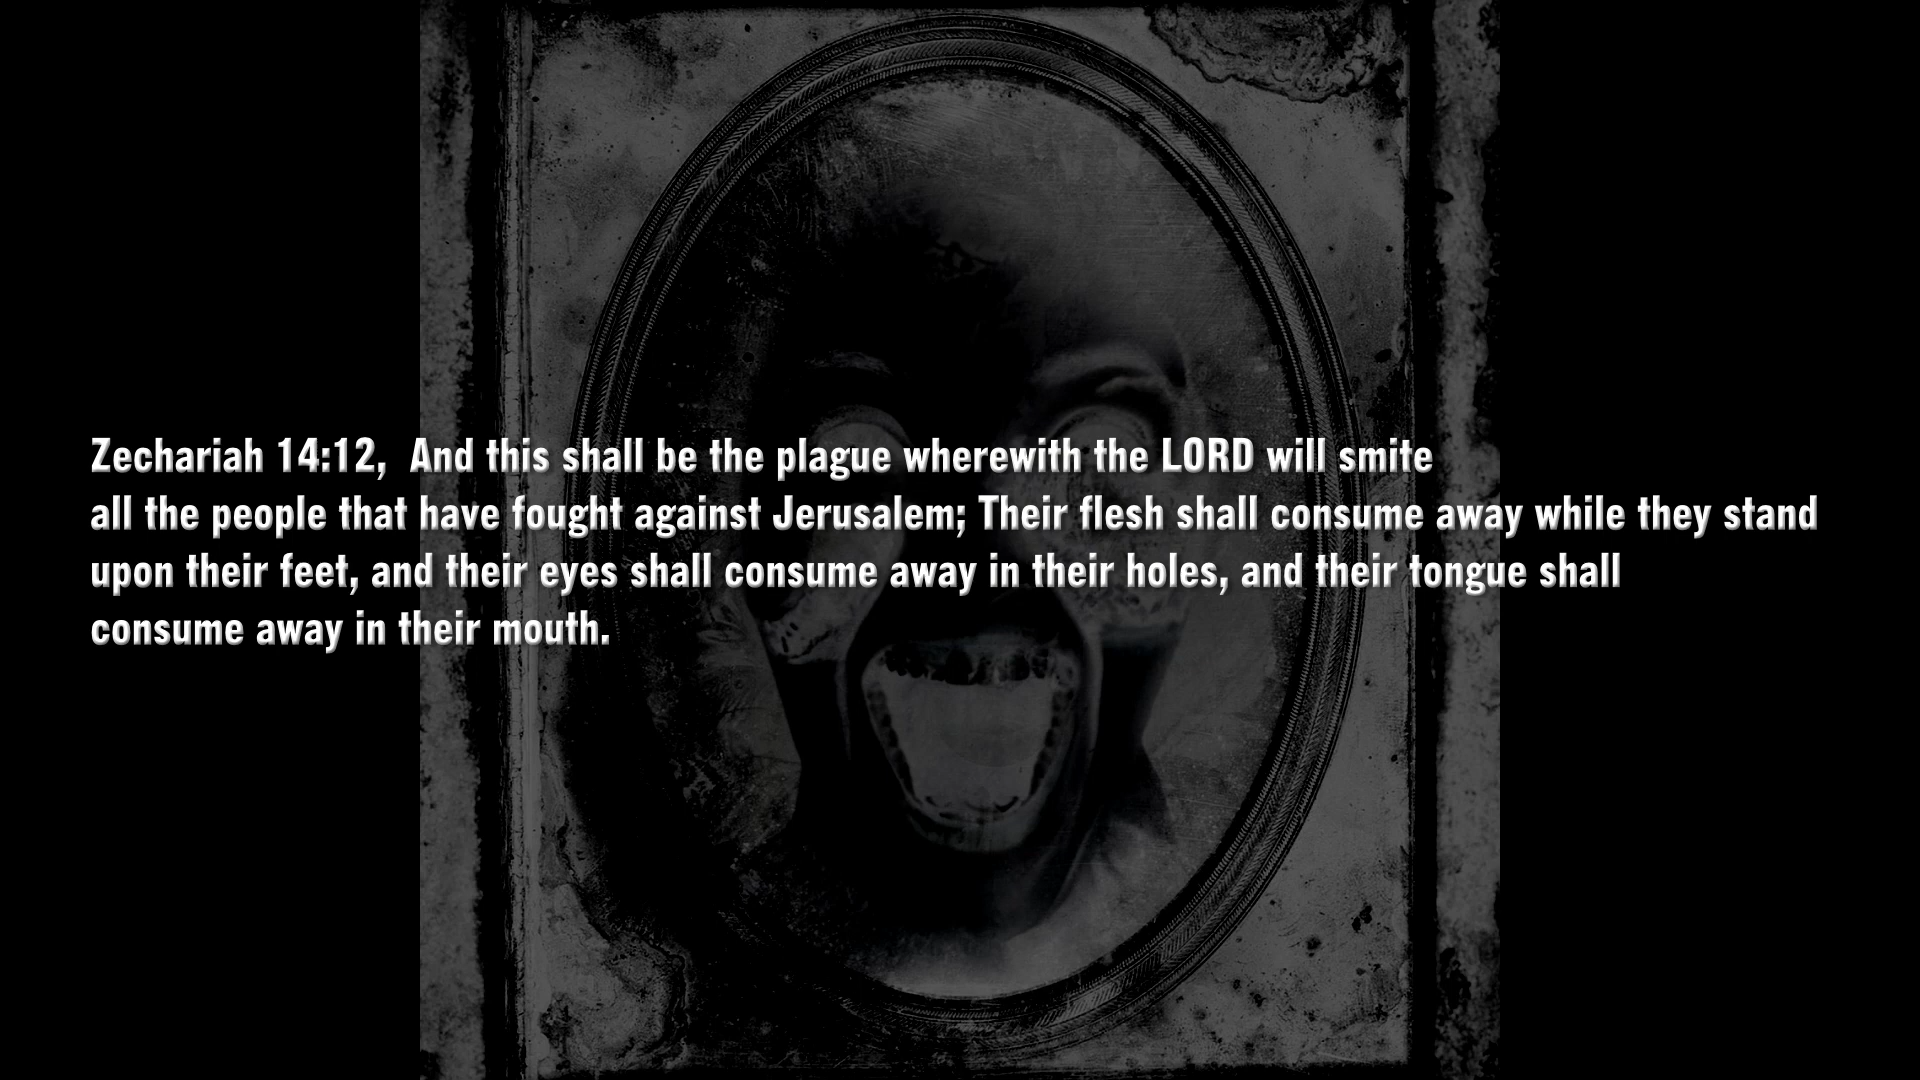 Zechariah 14:12,  And this shall be the plague wherewith the LORD will smite
all the people that have fought against Jerusalem; Their flesh shall consume away while they stand
upon their feet, and their eyes shall consume away in their holes, and their tongue shall
consume away in their mouth.